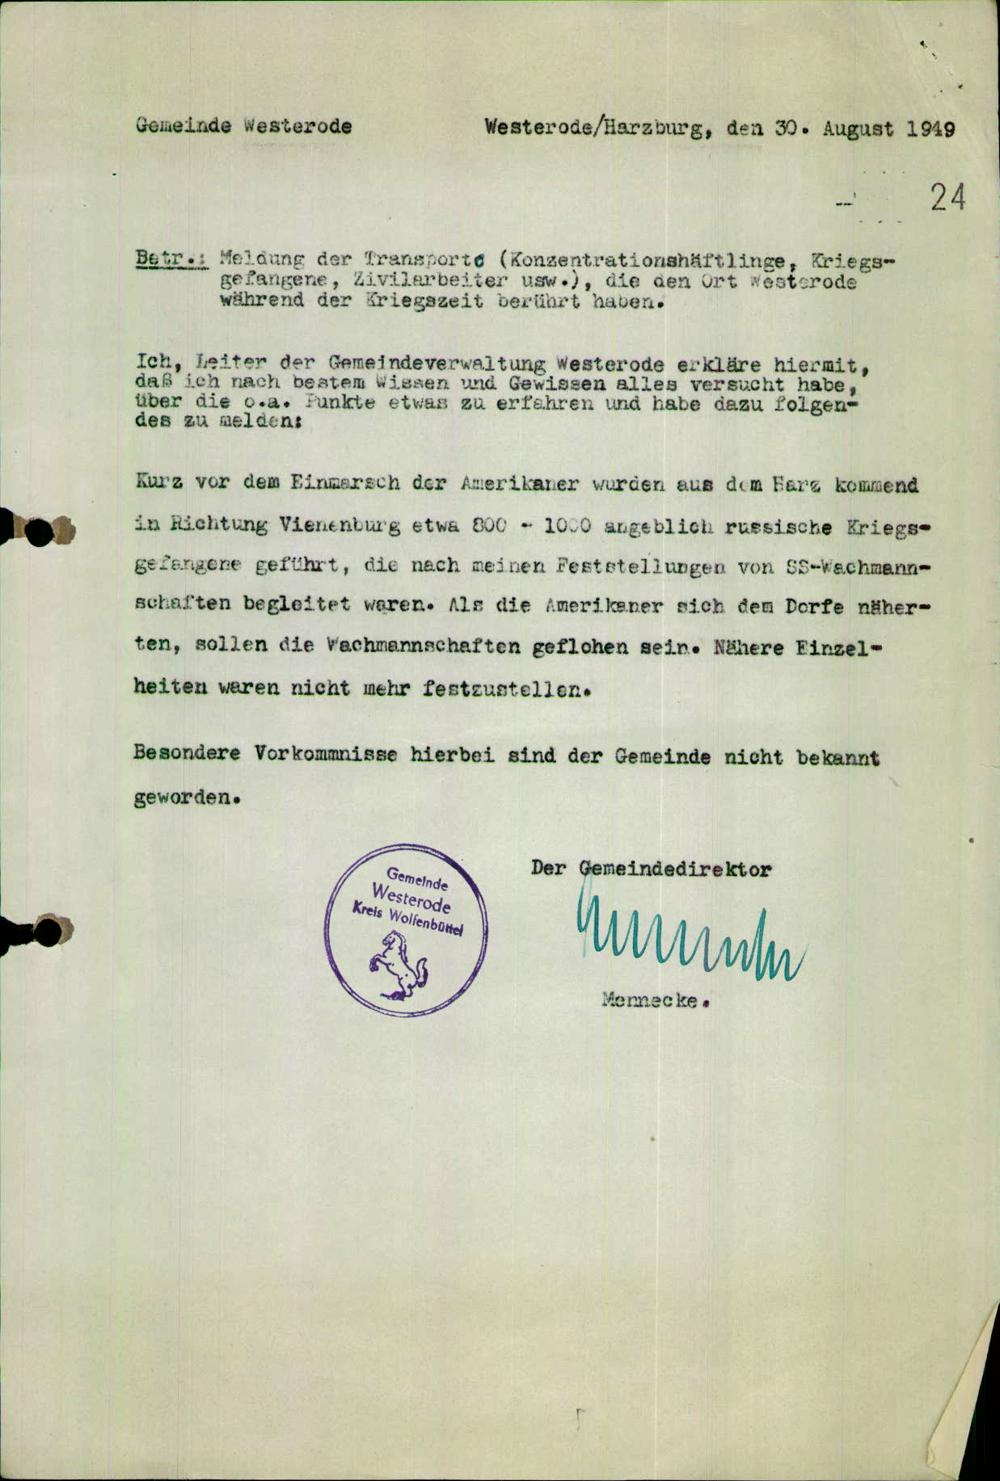 Gemeinde Westerode
Westerode/Harzburg, den 30. August 1949
24
Betr.: Meldung der Transporte (Konzentrationshäftlinge, Kriegs-
gefangene, Zivilarbeiter usw.), die den Ort Westerode
während der Kriegszeit berührt haben.
Ich, Leiter der Gemeindeverwaltung Westerode erkläre hiermit,
daß ich nach bestem Wissen und Gewissen alles versucht habe,
über die o.a. Punkte etwas zu erfahren und habe dazu folgen-
des zu melden:
Kurz vor dem Einmarsch der Amerikaner wurden aus dem Harz kommend
in Richtung Vienenburg etwa 800 - 1000 angeblich russische Kriegs-
gefangene geführt, die nach meinen Feststellungen von SS-Wachmann-
schaften begleitet waren. Als die Amerikaner sich dem Dorfe näher-
ten, sollen die Wachmannschaften geflohen sein. Nähere Einzel-
heiten waren nicht mehr festzustellen.
Besondere Vorkommnisse hierbei sind der Gemeinde nicht bekannt
geworden.
Gemeinde
Westerode
Kreis Wolfenbüttel
Der Gemeindedirektor
Mennecke.